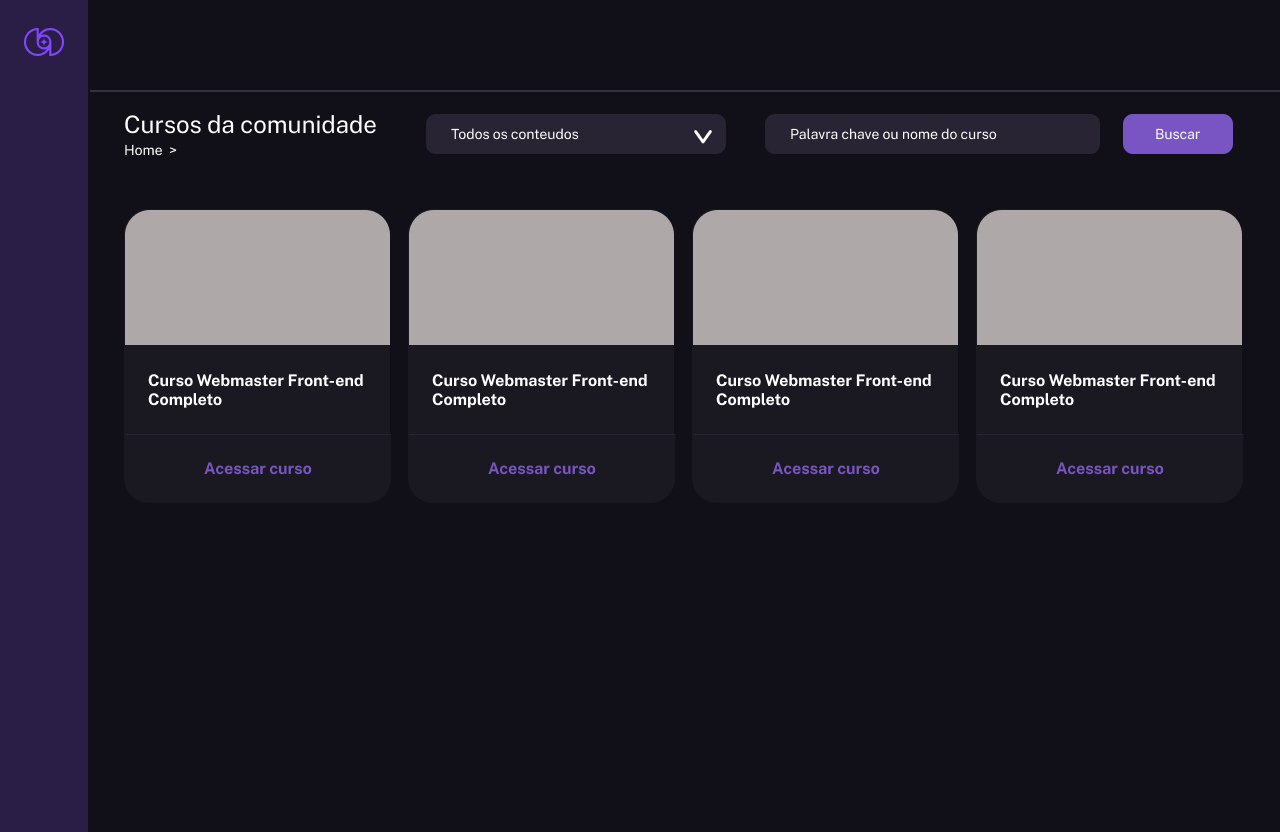 Cursos da comunidade
Home >
Todos os conteudos
Palavra chave ou nome do curso
Buscar
Curso Webmaster Front-end
Completo
Acessar curso
Curso Webmaster Front-end
Completo
Acessar curso
Curso Webmaster Front-end
Completo
Acessar curso
Curso Webmaster Front-end
Completo
Acessar curso